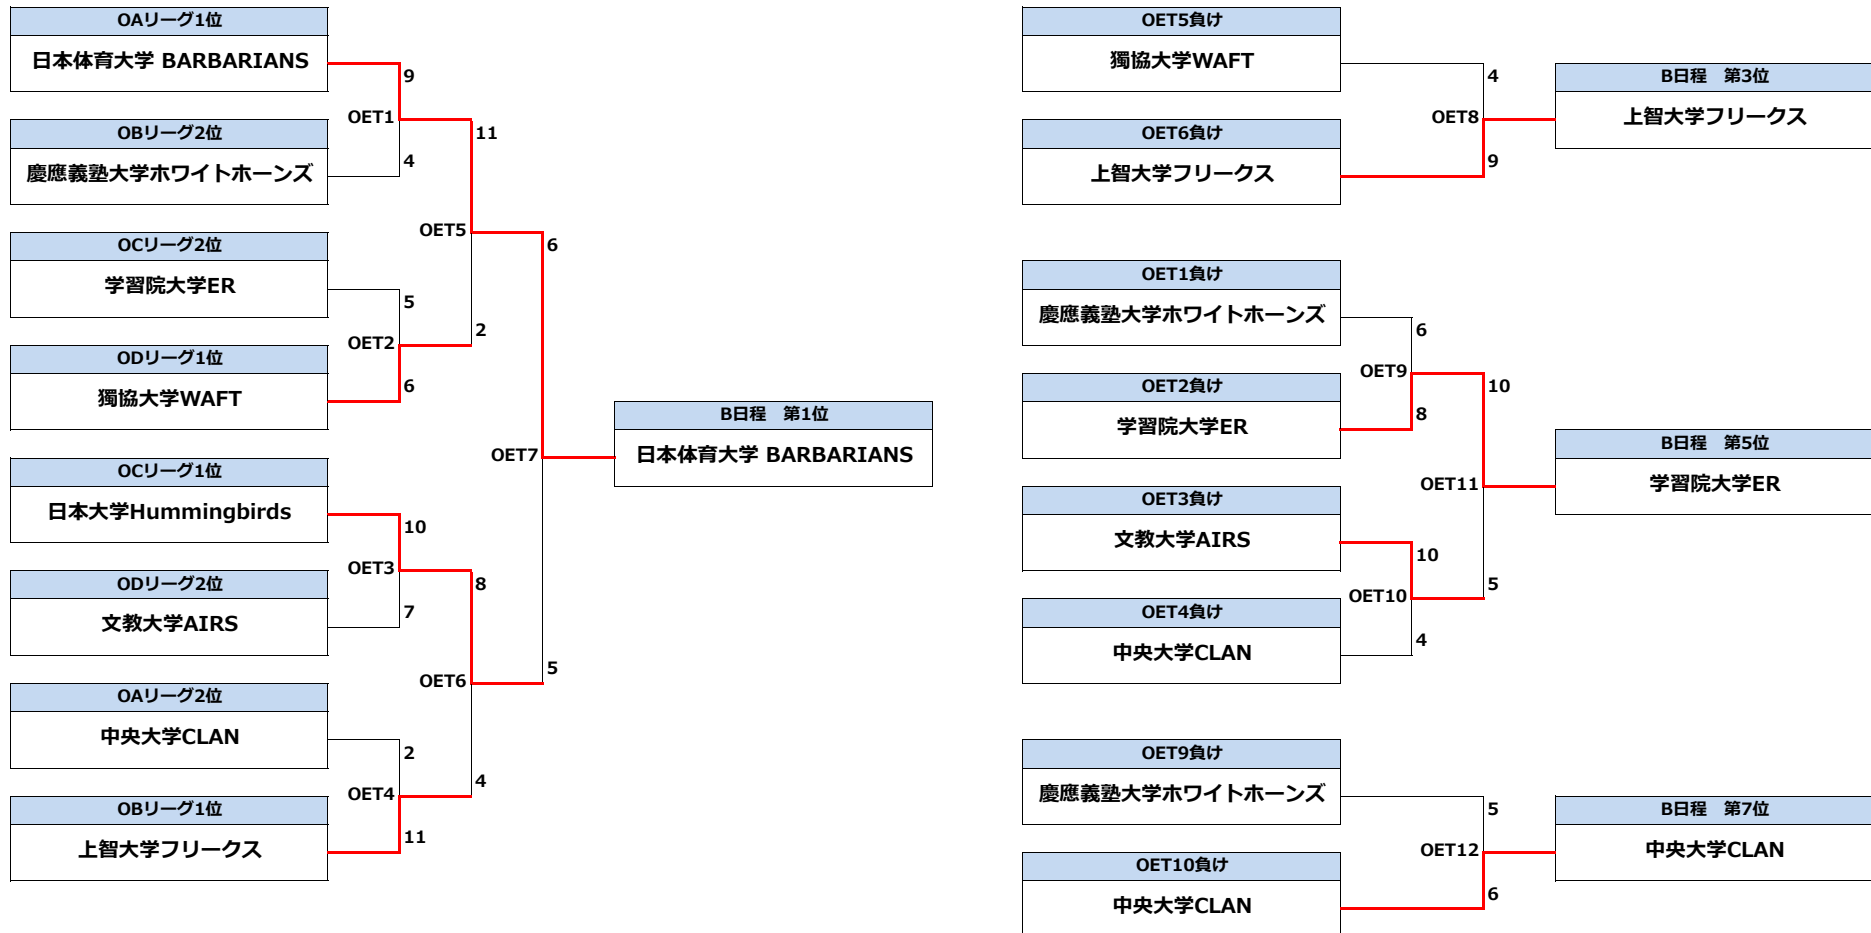 OAリーグ1位
日本体育大学 BARBARIANS
9
OET1
OBリーグ2位
4
慶應義塾大学ホワイトホーンズ
11
OET5
OCリーグ2位
学習院大学ER
5
OET2
2
ODリーグ1位
獨協大学WAFT
6
6
OET7
B日程　第1位
日本体育大学 BARBARIANS
OCリーグ1位
日本大学Hummingbirds
10
OET3
8
ODリーグ2位
7
文教大学AIRS
OET6
5
OAリーグ2位
中央大学CLAN
2
OET4
4
OBリーグ1位
上智大学フリークス
11
OET5負け
獨協大学WAFT
4
OET8
OET6負け
上智大学フリークス
9
B日程　第3位
上智大学フリークス
OET1負け
慶應義塾大学ホワイトホーンズ
6
OET9
OET2負け
学習院大学ER
8
10
OET11
B日程　第5位
学習院大学ER
OET3負け
文教大学AIRS
10
OET10
5
OET4負け
中央大学CLAN
4
OET9負け
慶應義塾大学ホワイトホーンズ
5
OET12
OET10負け
中央大学CLAN
6
B日程　第7位
中央大学CLAN